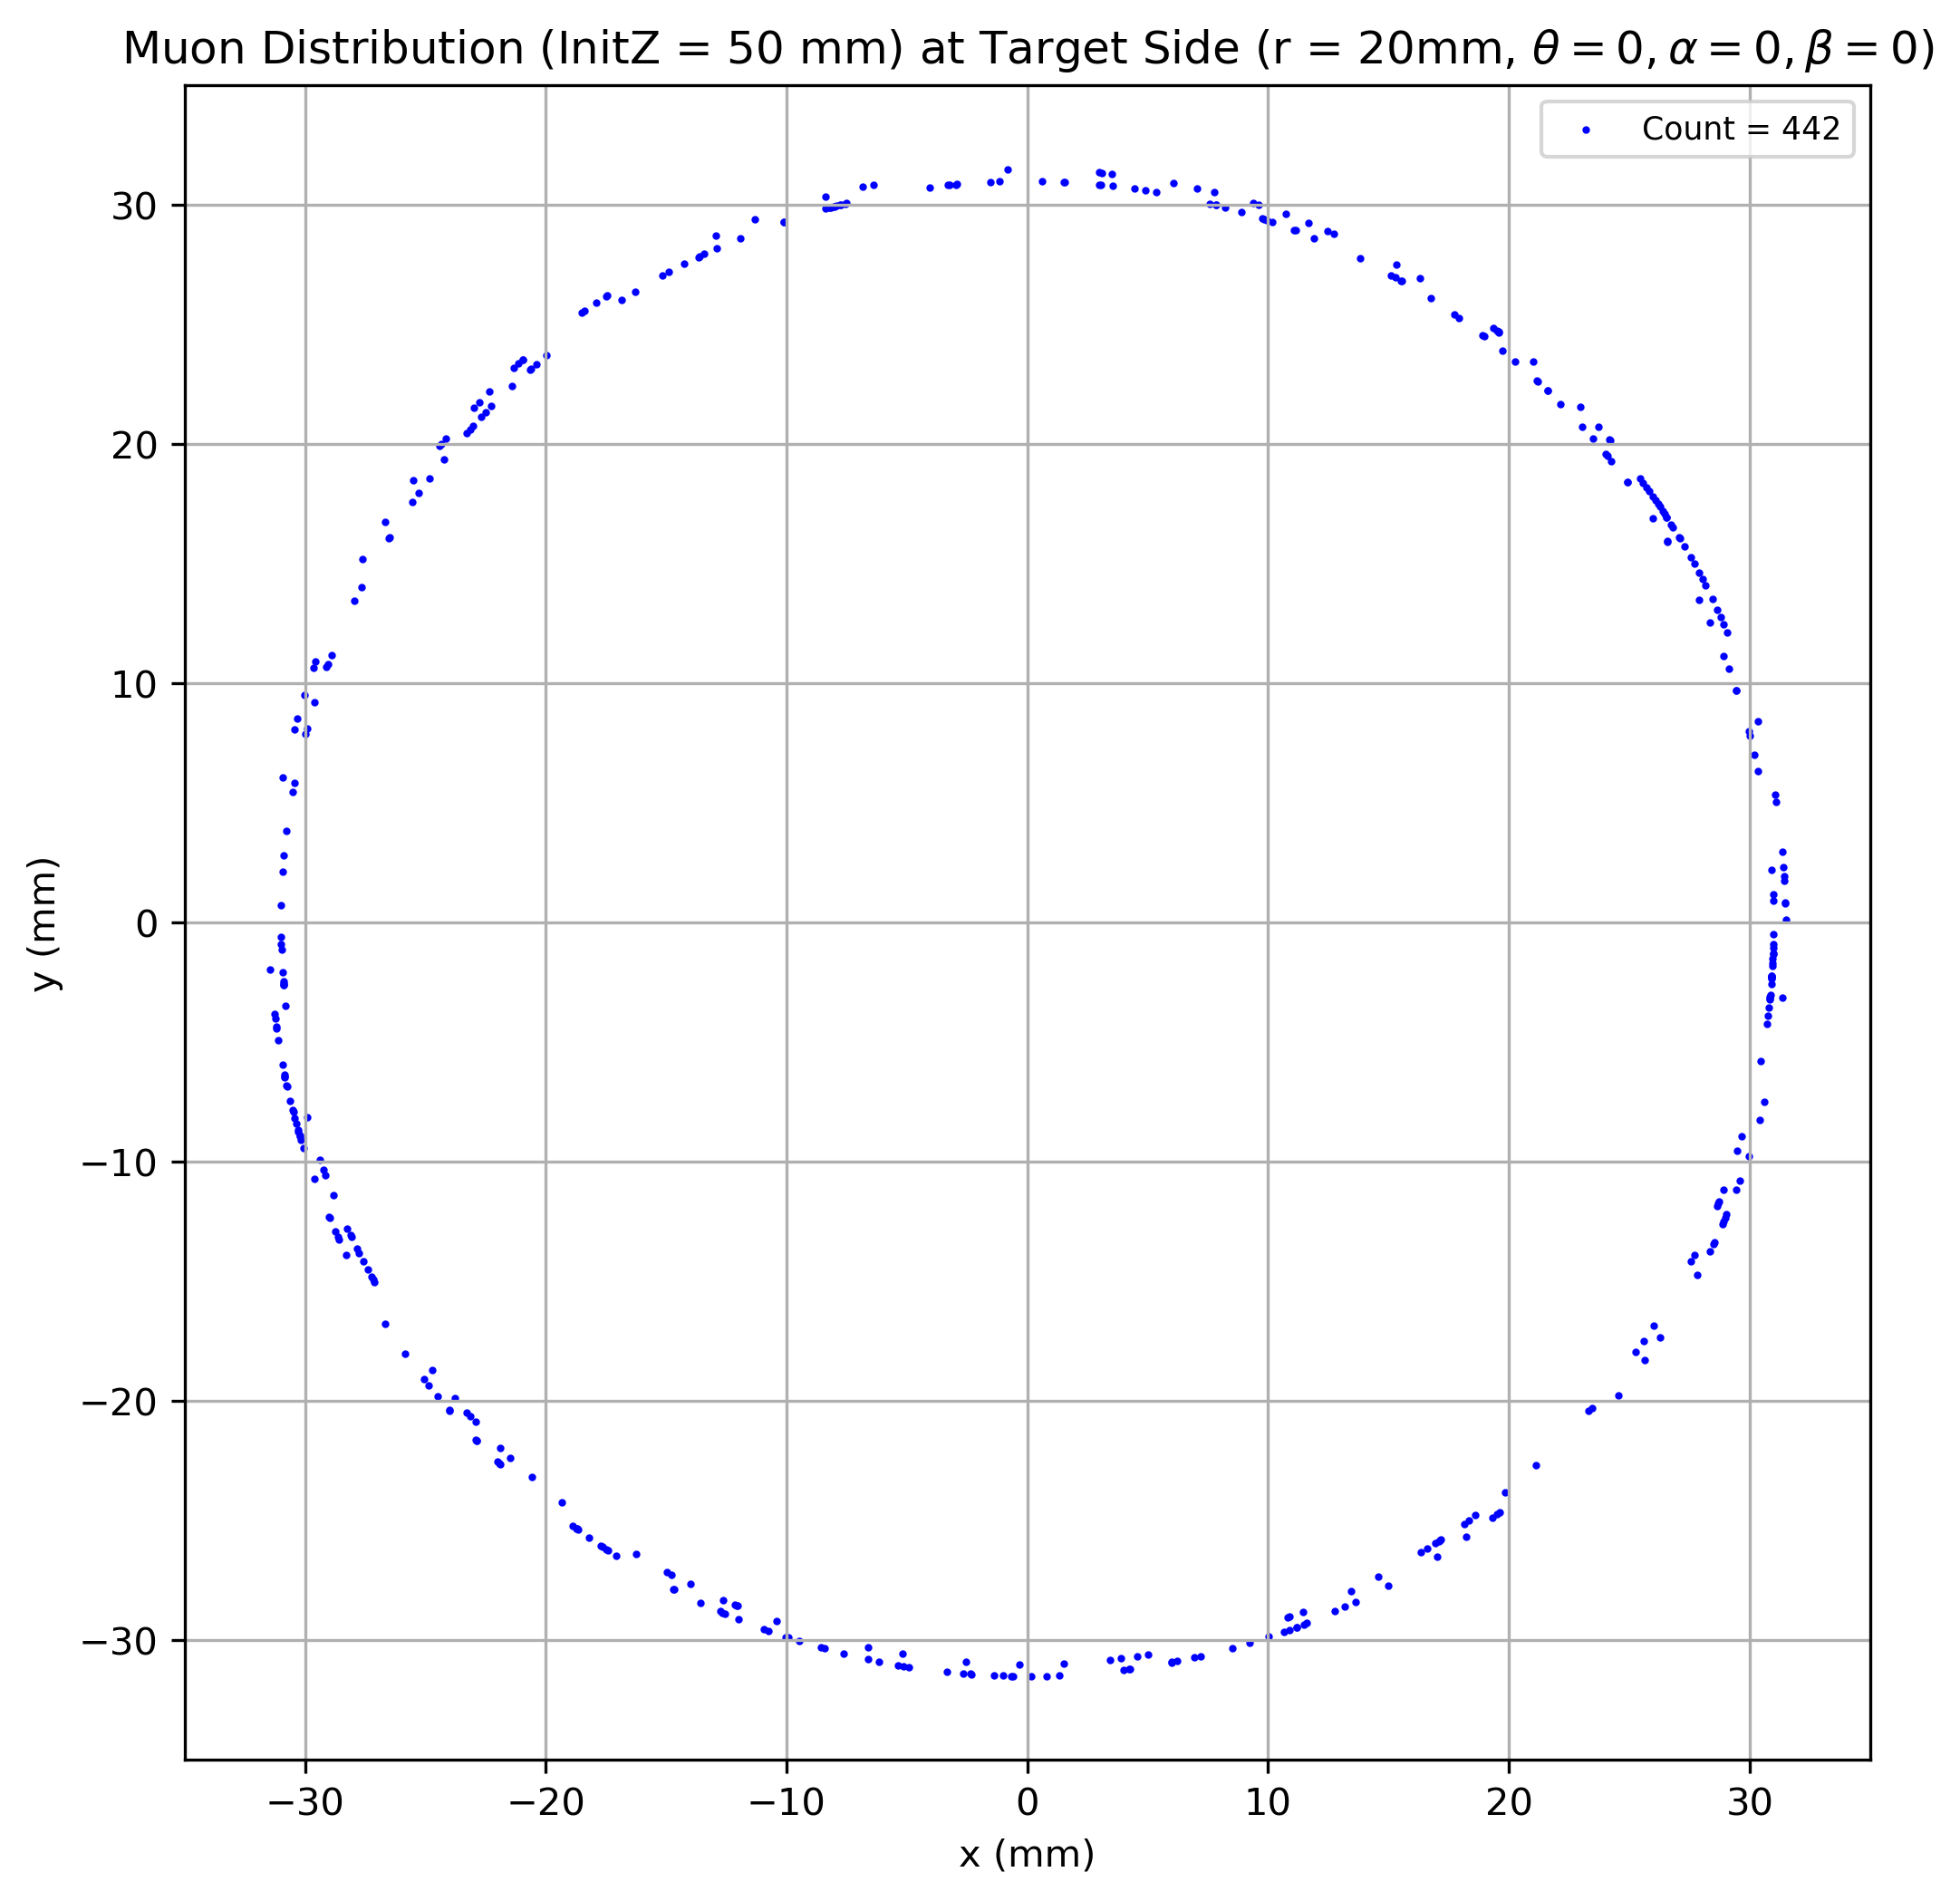 Muon Distribution (InitZ = 50 mm) at Target Side (r = 20mm, θ = 0, α = 0, β = 0)
Count = 442
30
20
10
0
−10
−20
−30
y (mm)
−30 −20 −10 0 10 20 30
x (mm)